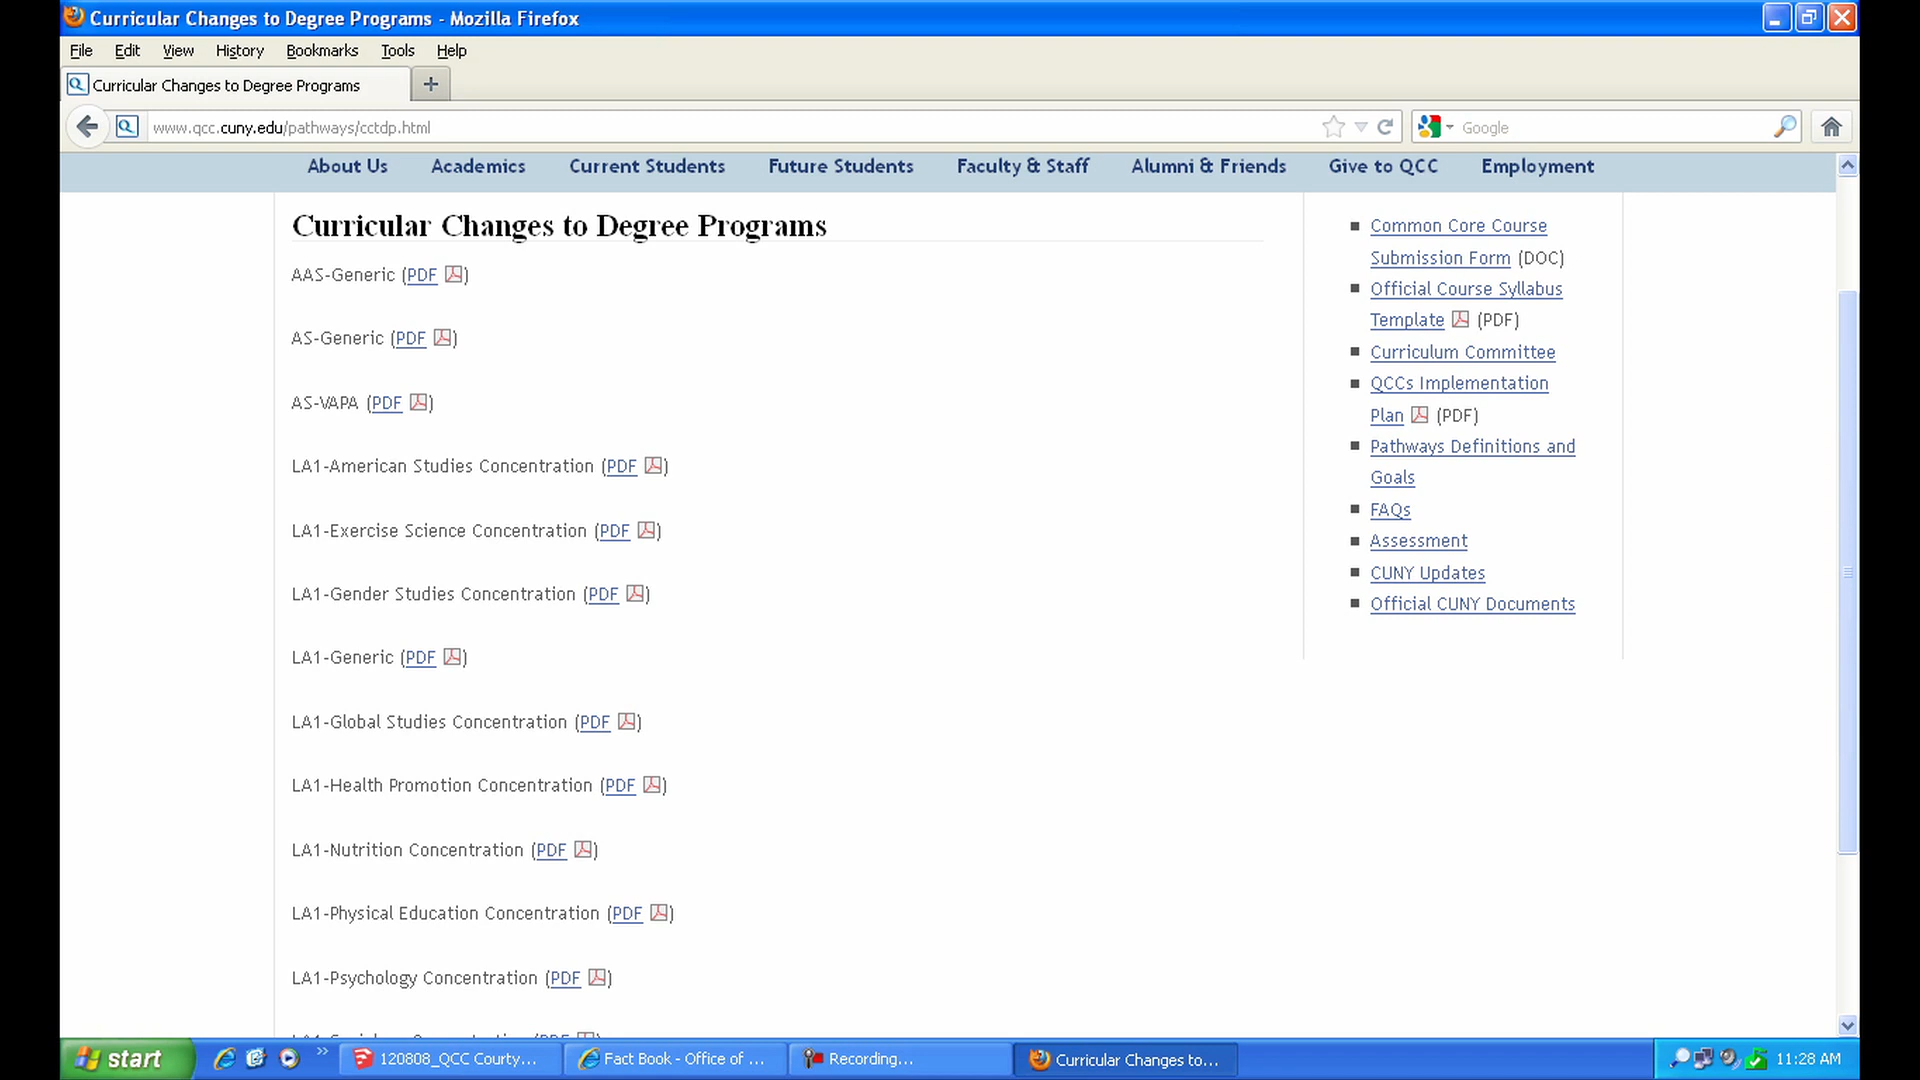 Curricular Changes to Degree Programs - Mozilla Firefox
File Edit View History Bookmarks Tools Help
Curricular Changes to Degree Programs
www.qcc.cuny.edu/pathways/cctdp.html
Google
About Us Academics Current Students Future Students Faculty & Staff Alumni & Friends Give to QCC Employment
Curricular Changes to Degree Programs
AAS-Generic (PDF)
AS-Generic (PDF)
AS-VAPA (PDF)
LA1-American Studies Concentration (PDF)
LA1-Exercise Science Concentration (PDF)
LA1-Gender Studies Concentration (PDF)
LA1-Generic (PDF)
LA1-Global Studies Concentration (PDF)
LA1-Health Promotion Concentration (PDF)
LA1-Nutrition Concentration (PDF)
LA1-Physical Education Concentration (PDF)
LA1-Psychology Concentration (PDF)
Common Core Course
Submission Form (DOC)
Official Course Syllabus
Template (PDF)
Curriculum Committee
QCCs Implementation
Plan (PDF)
Pathways Definitions and
Goals
FAQs
Assessment
CUNY Updates
Official CUNY Documents
start
120808_QCC Courty...
Fact Book - Office of ...
Recording...
Curricular Changes to...
11:28 AM